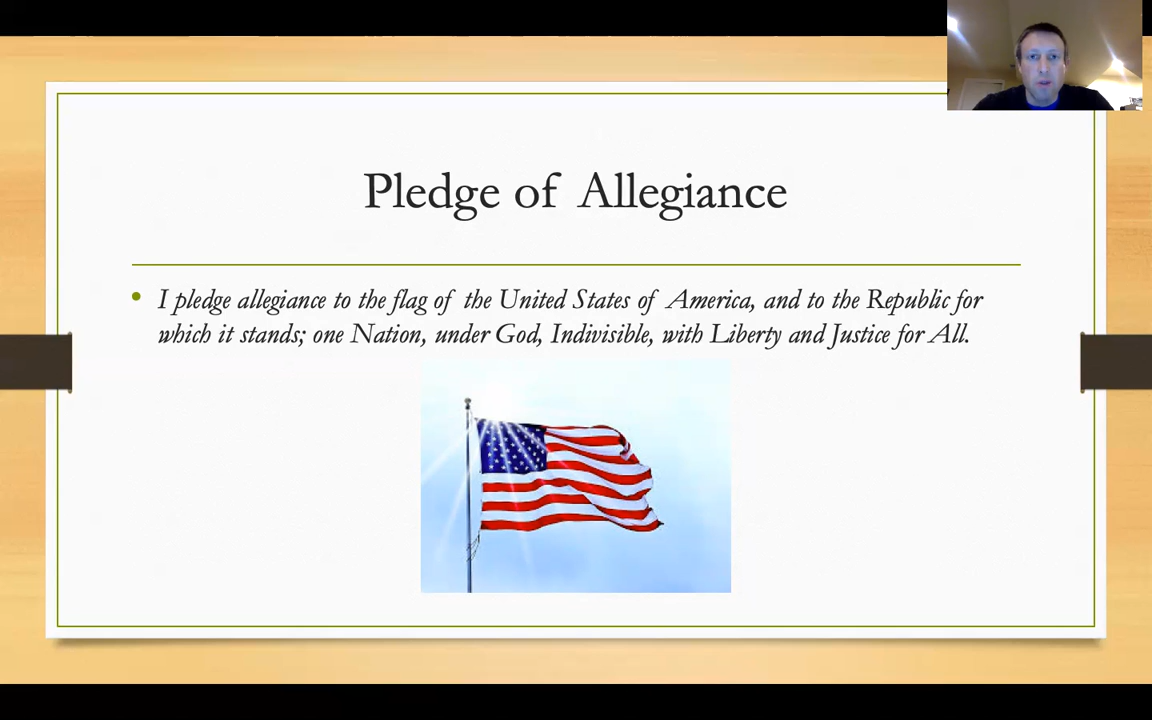 Pledge of Allegiance
• I pledge allegiance to the flag of the United States of America, and to the Republic for
which it stands; one Nation, under God, Indivisible, with Liberty and Justice for All.